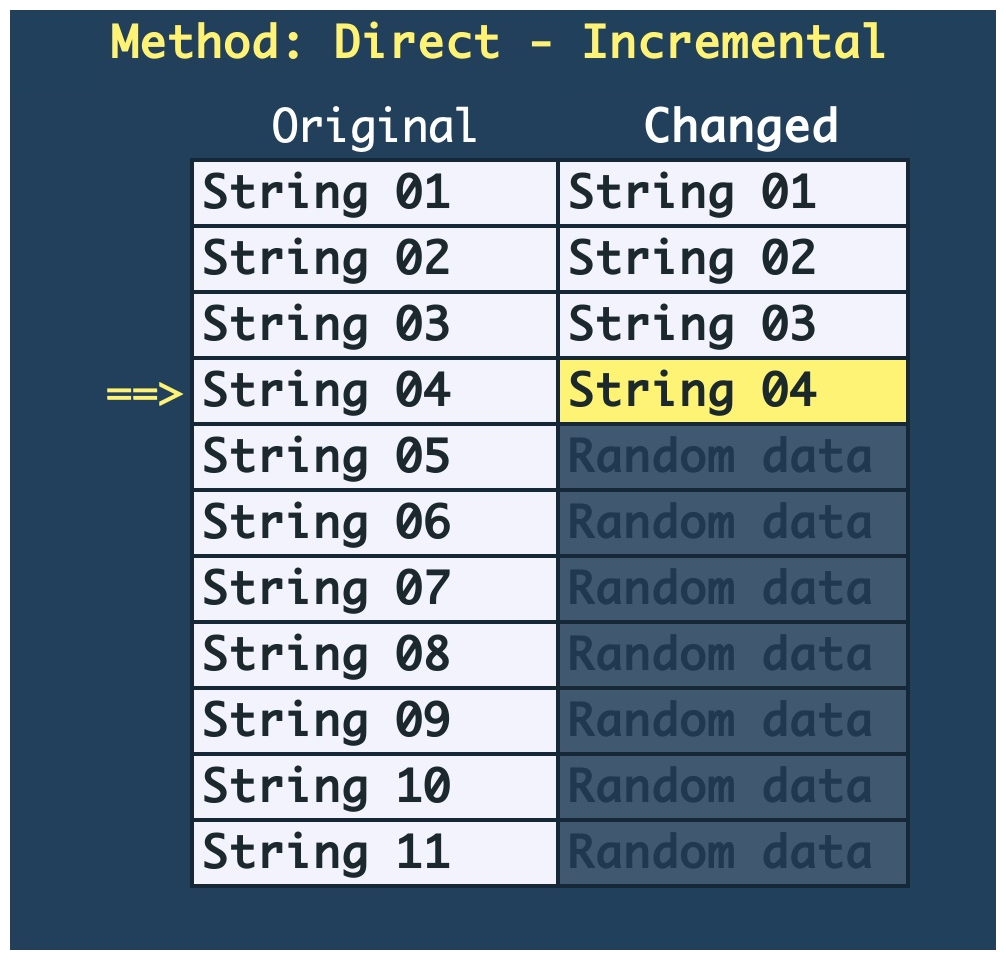 Method: Direct - Incremental
Original Changed
String 01 String 01
String 02 String 02
String 03 String 03
==> String 04 String 04
String 05 Random data
String 06 Random data
String 07 Random data
String 08 Random data
String 09 Random data
String 10 Random data
String 11 Random data